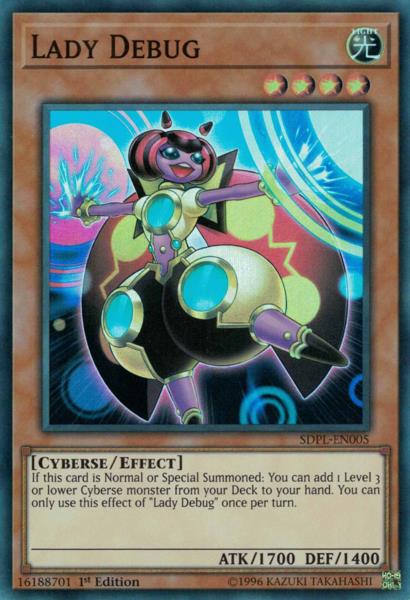 LADY DEBUG
LIGHT
光
SDPL-EN005
[CYBERSE/EFFECT]
If this card is Normal or Special Summoned: You can add 1 Level 3
or lower Cyberse monster from your Deck to your hand. You can
only use this effect of "Lady Debug" once per turn.
ATK/1700 DEF/1400
16188701 1st Edition ©1996 KAZUKI TAKAHASHI